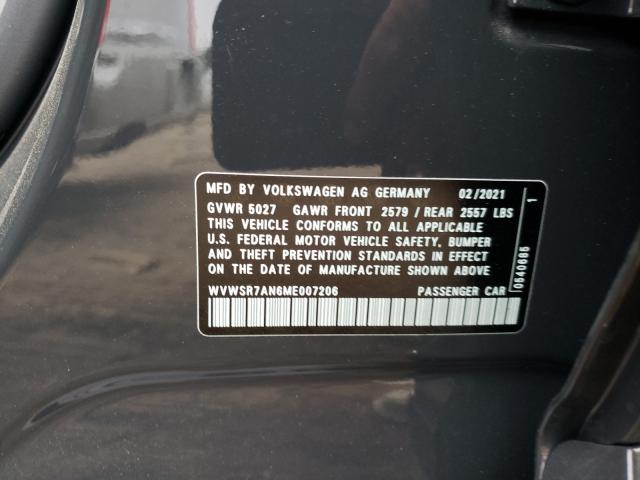 MFD BY VOLKSWAGEN AG GERMANY 02/2021
GVWR 5027 GAWR FRONT 2579 / REAR 2557 LBS
THIS VEHICLE CONFORMS TO ALL APPLICABLE
U.S. FEDERAL MOTOR VEHICLE SAFETY, BUMPER
AND THEFT PREVENTION STANDARDS IN EFFECT
ON THE DATE OF MANUFACTURE SHOWN ABOVE
WVWSR7AN6ME007206 PASSENGER CAR
0640685 1